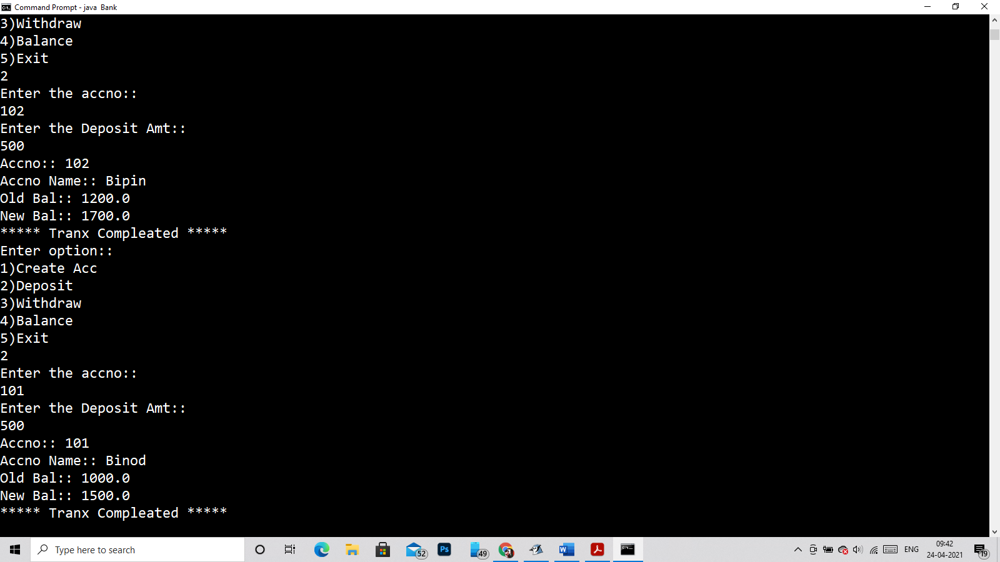 Command Prompt - java  Bank
3)Withdraw
4)Balance
5)Exit
2
Enter the accno::
102
Enter the Deposit Amt::
500
Accno:: 102
Accno Name:: Bipin
Old Bal:: 1200.0
New Bal:: 1700.0
***** Tranx Compleated *****
Enter option::
1)Create Acc
2)Deposit
3)Withdraw
4)Balance
5)Exit
2
Enter the accno::
101
Enter the Deposit Amt::
500
Accno:: 101
Accno Name:: Binod
Old Bal:: 1000.0
New Bal:: 1500.0
***** Tranx Compleated *****
Type here to search
52
Ps
49
W
ENG
09:42
24-04-2021
19